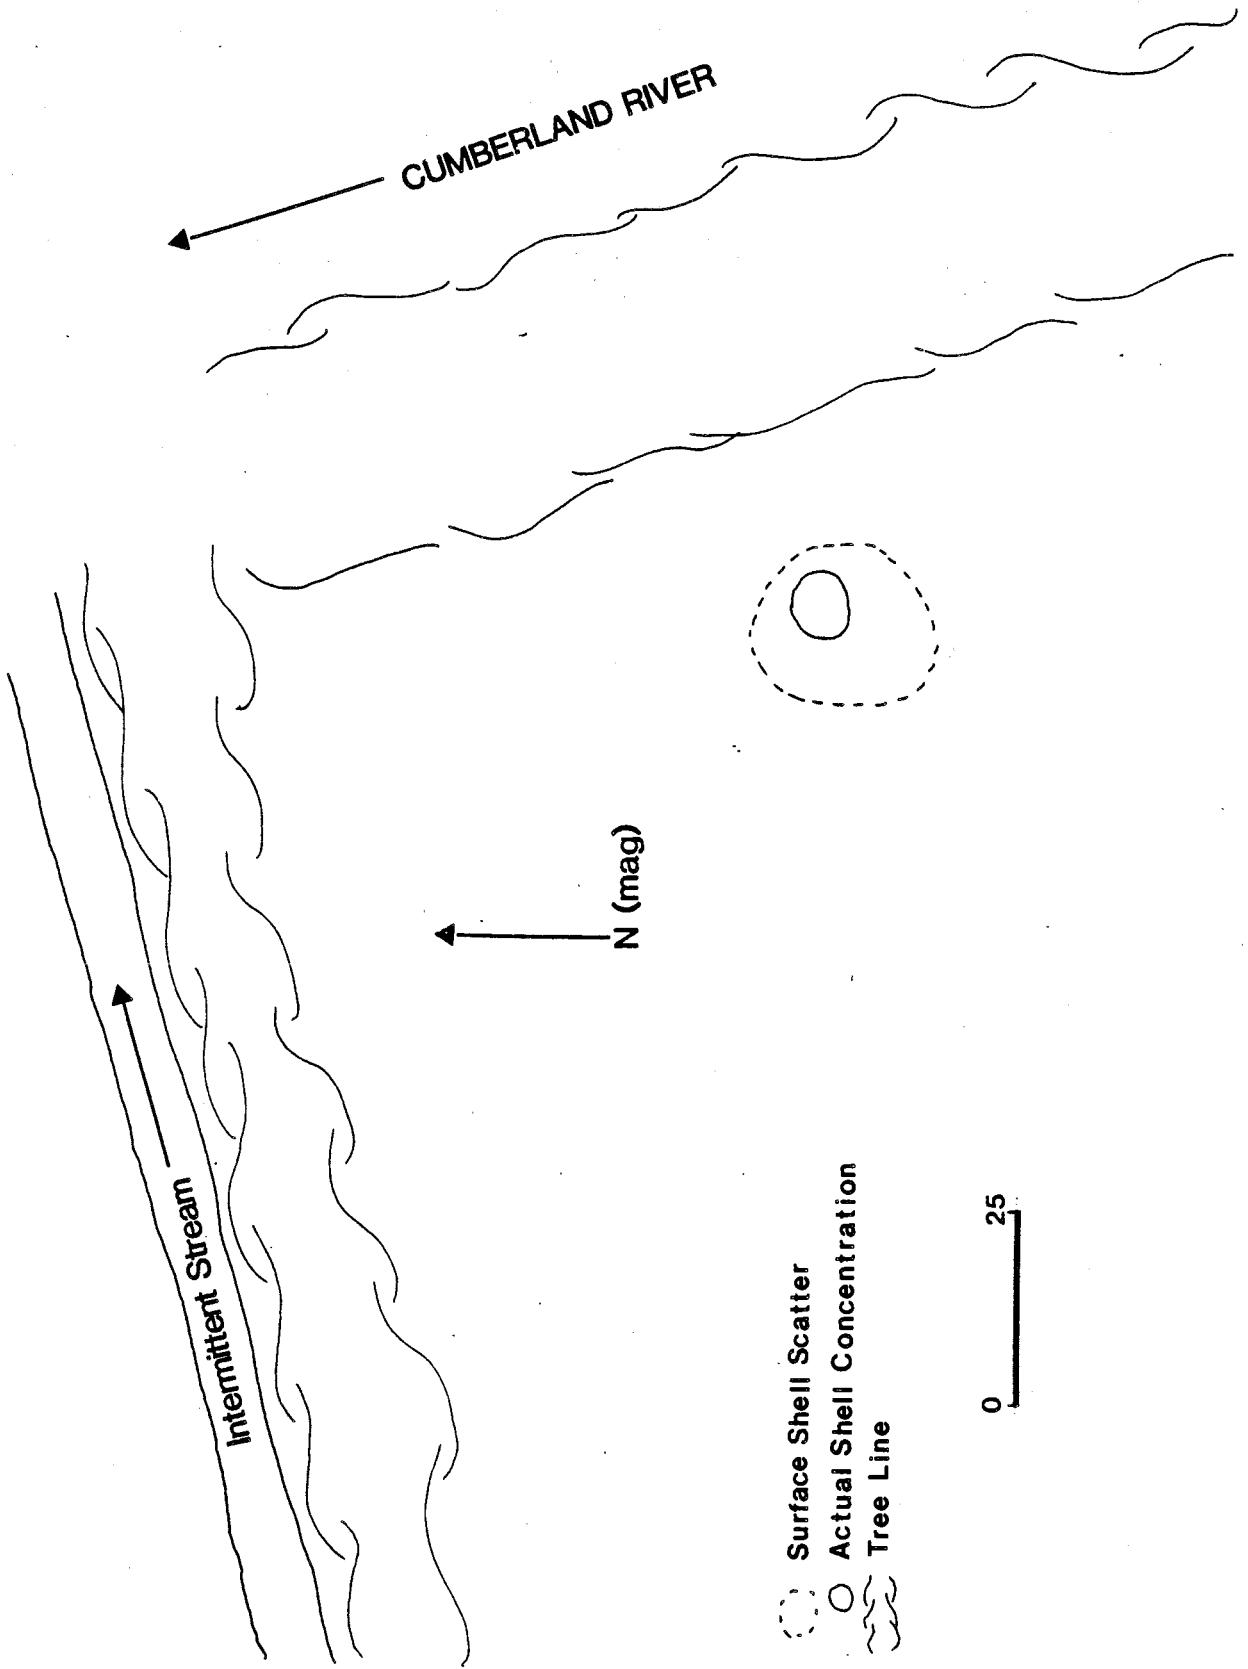 CUMBERLAND RIVER
Intermittent Stream
N (mag)
Surface Shell Scatter
Actual Shell Concentration
Tree Line
0 25